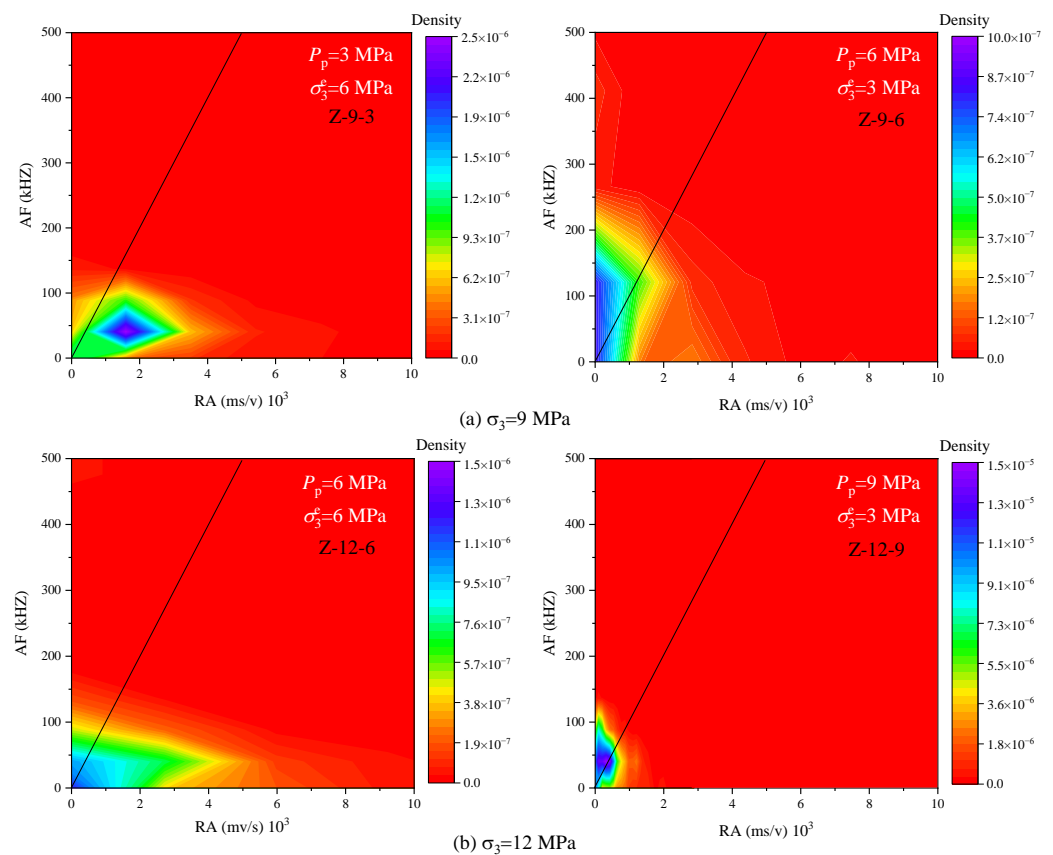 Density
500
400
300
200
100
0
AF (kHZ)
0 2 4 6 8 10
RA (ms/v) 10³
P_p=3 MPa
σ₃ᵉ=6 MPa
Z-9-3
2.5×10⁻⁶
2.2×10⁻⁶
1.9×10⁻⁶
1.5×10⁻⁶
1.2×10⁻⁶
9.3×10⁻⁷
6.2×10⁻⁷
3.1×10⁻⁷
0.0
Density
500
400
300
200
100
0
AF (kHZ)
0 2 4 6 8 10
RA (ms/v) 10³
P_p=6 MPa
σ₃ᵉ=3 MPa
Z-9-6
10.0×10⁻⁷
8.7×10⁻⁷
7.5×10⁻⁷
6.2×10⁻⁷
5.0×10⁻⁷
3.7×10⁻⁷
2.5×10⁻⁷
1.2×10⁻⁷
0.0
(a) σ₃=9 MPa
Density
500
400
300
200
100
0
AF (kHZ)
0 2 4 6 8 10
RA (mv/s) 10³
P_p=6 MPa
σ₃ᵉ=6 MPa
Z-12-6
1.5×10⁻⁶
1.3×10⁻⁶
1.1×10⁻⁶
9.5×10⁻⁷
7.6×10⁻⁷
5.7×10⁻⁷
3.8×10⁻⁷
1.9×10⁻⁷
0.0
Density
500
400
300
200
100
0
AF (kHZ)
0 2 4 6 8 10
RA (ms/v) 10³
P_p=9 MPa
σ₃ᵉ=3 MPa
Z-12-9
1.5×10⁻⁵
1.3×10⁻⁵
1.1×10⁻⁵
9.1×10⁻⁶
7.3×10⁻⁶
5.5×10⁻⁶
3.6×10⁻⁶
1.8×10⁻⁶
0.0
(b) σ₃=12 MPa